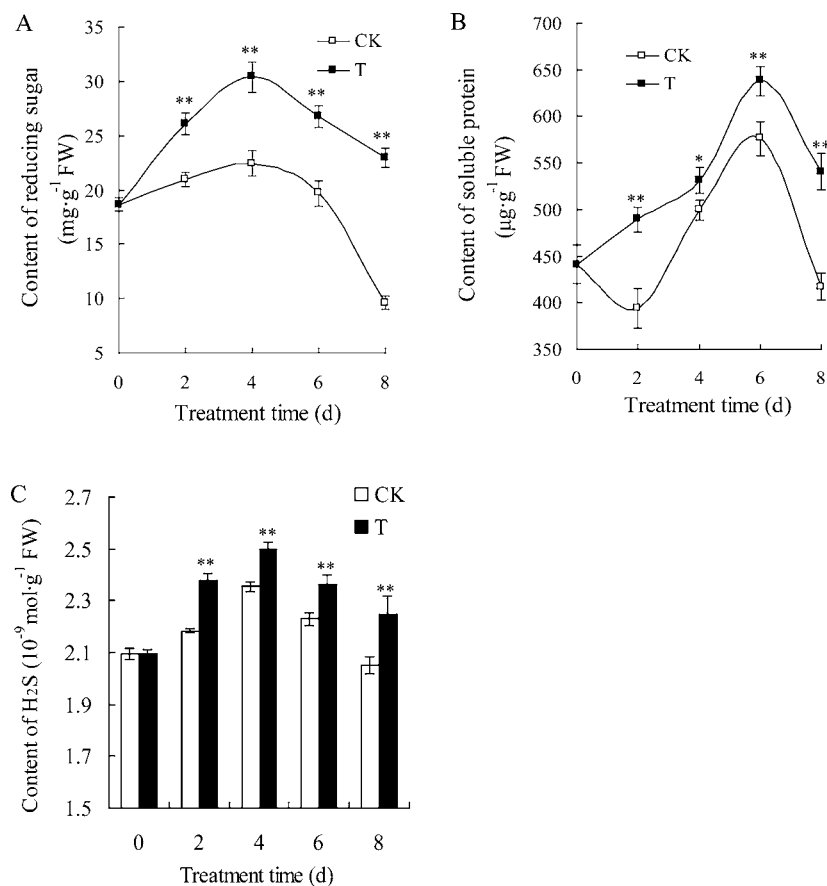 A
35
30
25
20
15
10
5
0 2 4 6 8
Content of reducing sugar
(mg·g-1 FW)
Treatment time (d)
CK
T
**
**
**
**
B
700
650
600
550
500
450
400
350
0 2 4 6 8
Content of soluble protein
(μg·g-1 FW)
Treatment time (d)
CK
T
**
*
**
**
C
2.7
2.5
2.3
2.1
1.9
1.7
1.5
0 2 4 6 8
Content of H2S (10-9 mol·g-1 FW)
Treatment time (d)
CK
T
**
**
**
**